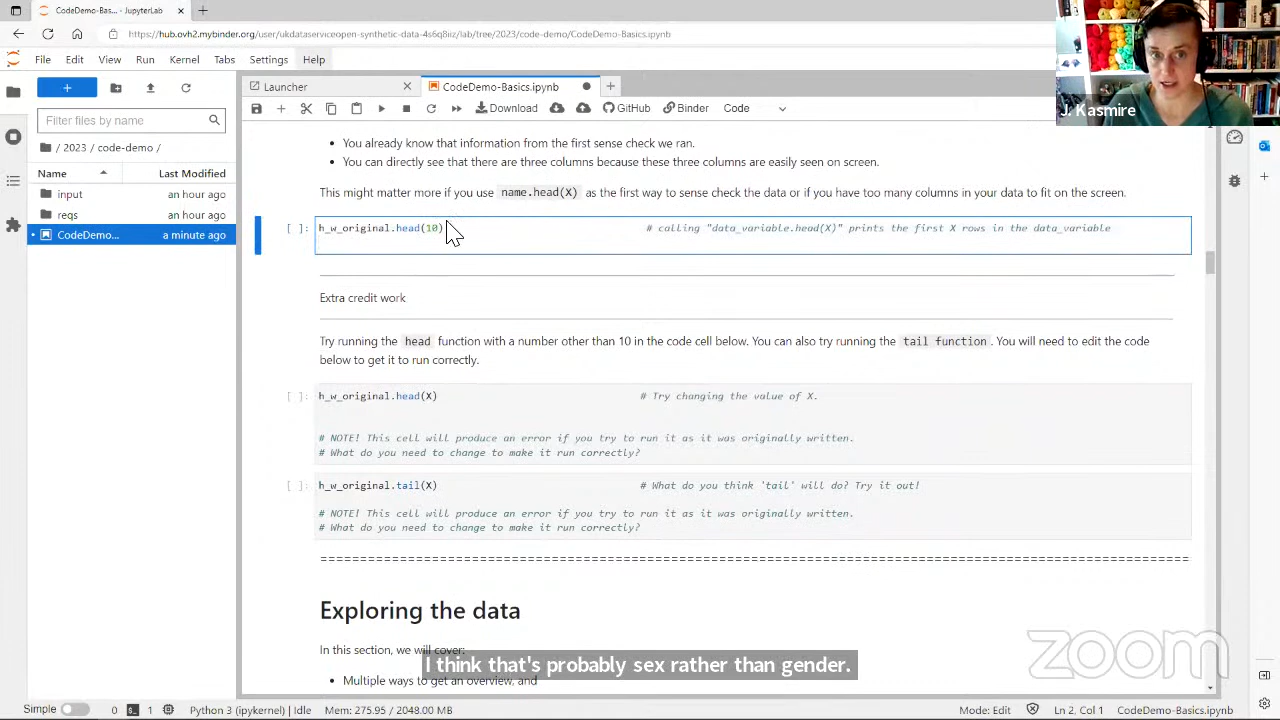 CodeDemo-Bas... - JupyterLab
https://hub.ovh2.mybinder.org/user/ukdataserviceopen-synthetic-data-4s6q8iiz/lab/tree/2023/code-demo/CodeDemo-Basics.ipynb
J. Kasmire
File Edit View Run Kernel Tabs Settings Help
Launcher
CodeDemo-Basics.ipynb
Download GitHub Binder Code
Filter files by name
/ 2023 / code-demo /
Name Last Modified
input an hour ago
reqs an hour ago
CodeDemo... a minute ago
• You already know that information from the first sense check we ran.
• You can directly see that there are three columns because these three columns are easily seen on screen.
This might matter more if you use name.head(X) as the first way to sense check the data or if you have too many columns in your data to fit on the screen.
[ ]: h_w_original.head(10) # calling "data_variable.head(X)" prints the first X rows in the data_variable
Extra credit work
Try running the head function with a number other than 10 in the code cell below. You can also try running the tail function. You will need to edit the code
below to get it to run correctly.
[ ]: h_w_original.head(X) # Try changing the value of X.
# NOTE! This cell will produce an error if you try to run it as it was originally written.
# What do you need to change to make it run correctly?
[ ]: h_w_original.tail(X) # What do you think 'tail' will do? Try it out!
# NOTE! This cell will produce an error if you try to run it as it was originally written.
# What do you need to change to make it run correctly?
==========================================================================================
Exploring the data
In this section, we will cover:
I think that's probably sex rather than gender.
• Multiple ways to get an overview, and
zoom
Simple 0 1 Python 3 (ipykernel) | Idle Mem: 275.95 / 2048.00 MB Mode: Edit Ln 2, Col 1 CodeDemo-Basics.ipynb